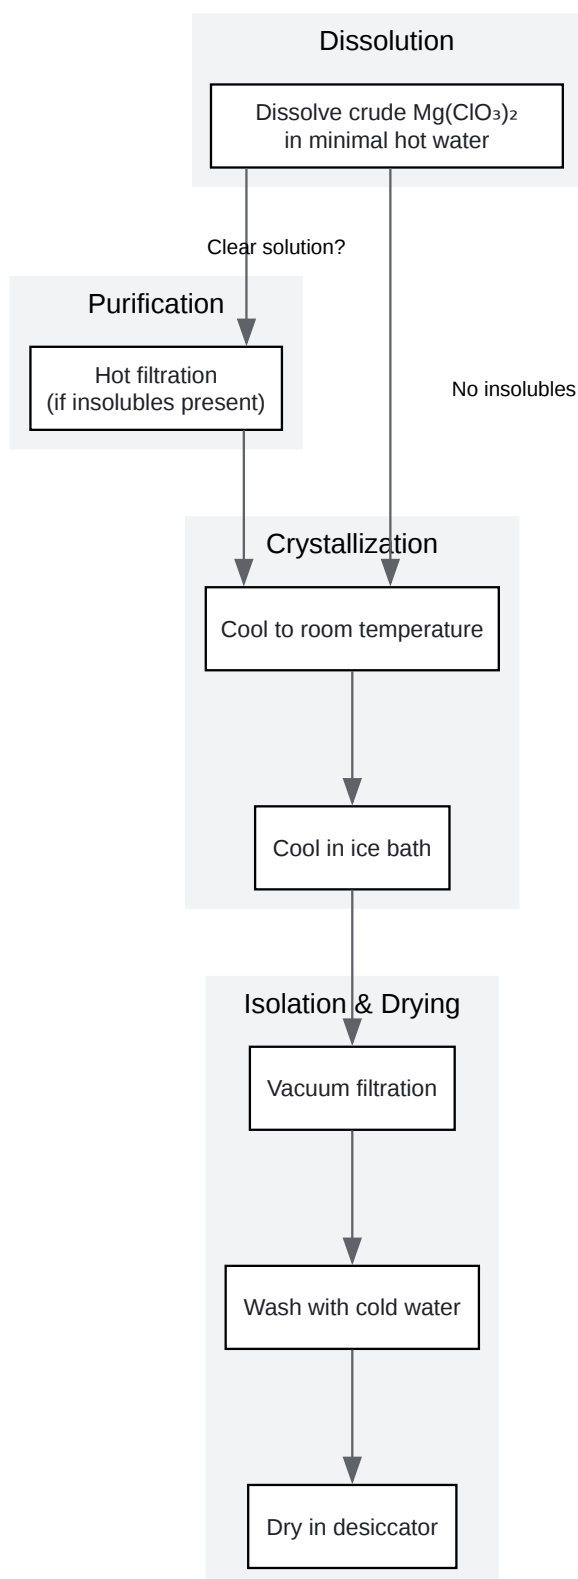 Dissolution
Dissolve crude Mg(ClO₃)₂
in minimal hot water
Clear solution?
Purification
Hot filtration
(if insolubles present)
No insolubles
Crystallization
Cool to room temperature
Cool in ice bath
Isolation & Drying
Vacuum filtration
Wash with cold water
Dry in desiccator